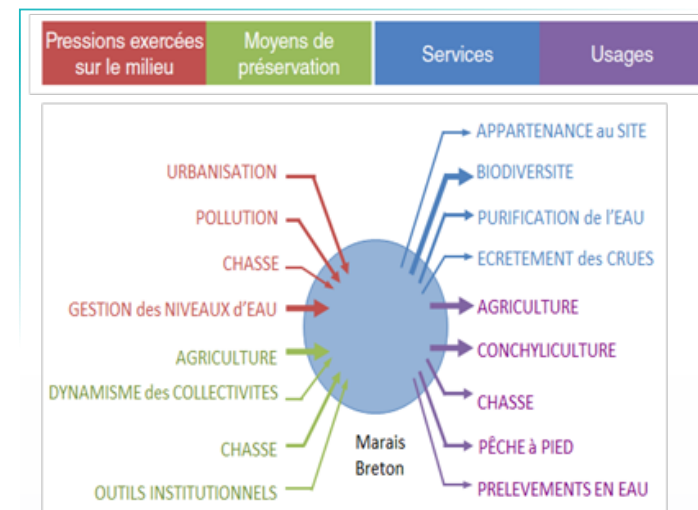 Pressions exercées
sur le milieu
Moyens de
préservation
Services
Usages
URBANISATION
POLLUTION
CHASSE
GESTION des NIVEAUX d'EAU
AGRICULTURE
DYNAMISME des COLLECTIVITES
CHASSE
OUTILS INSTITUTIONNELS
Marais
Breton
APPARTENANCE au SITE
BIODIVERSITE
PURIFICATION de l'EAU
ECRETEMENT des CRUES
AGRICULTURE
CONCHYLICULTURE
CHASSE
PÊCHE à PIED
PRELEVEMENTS EN EAU